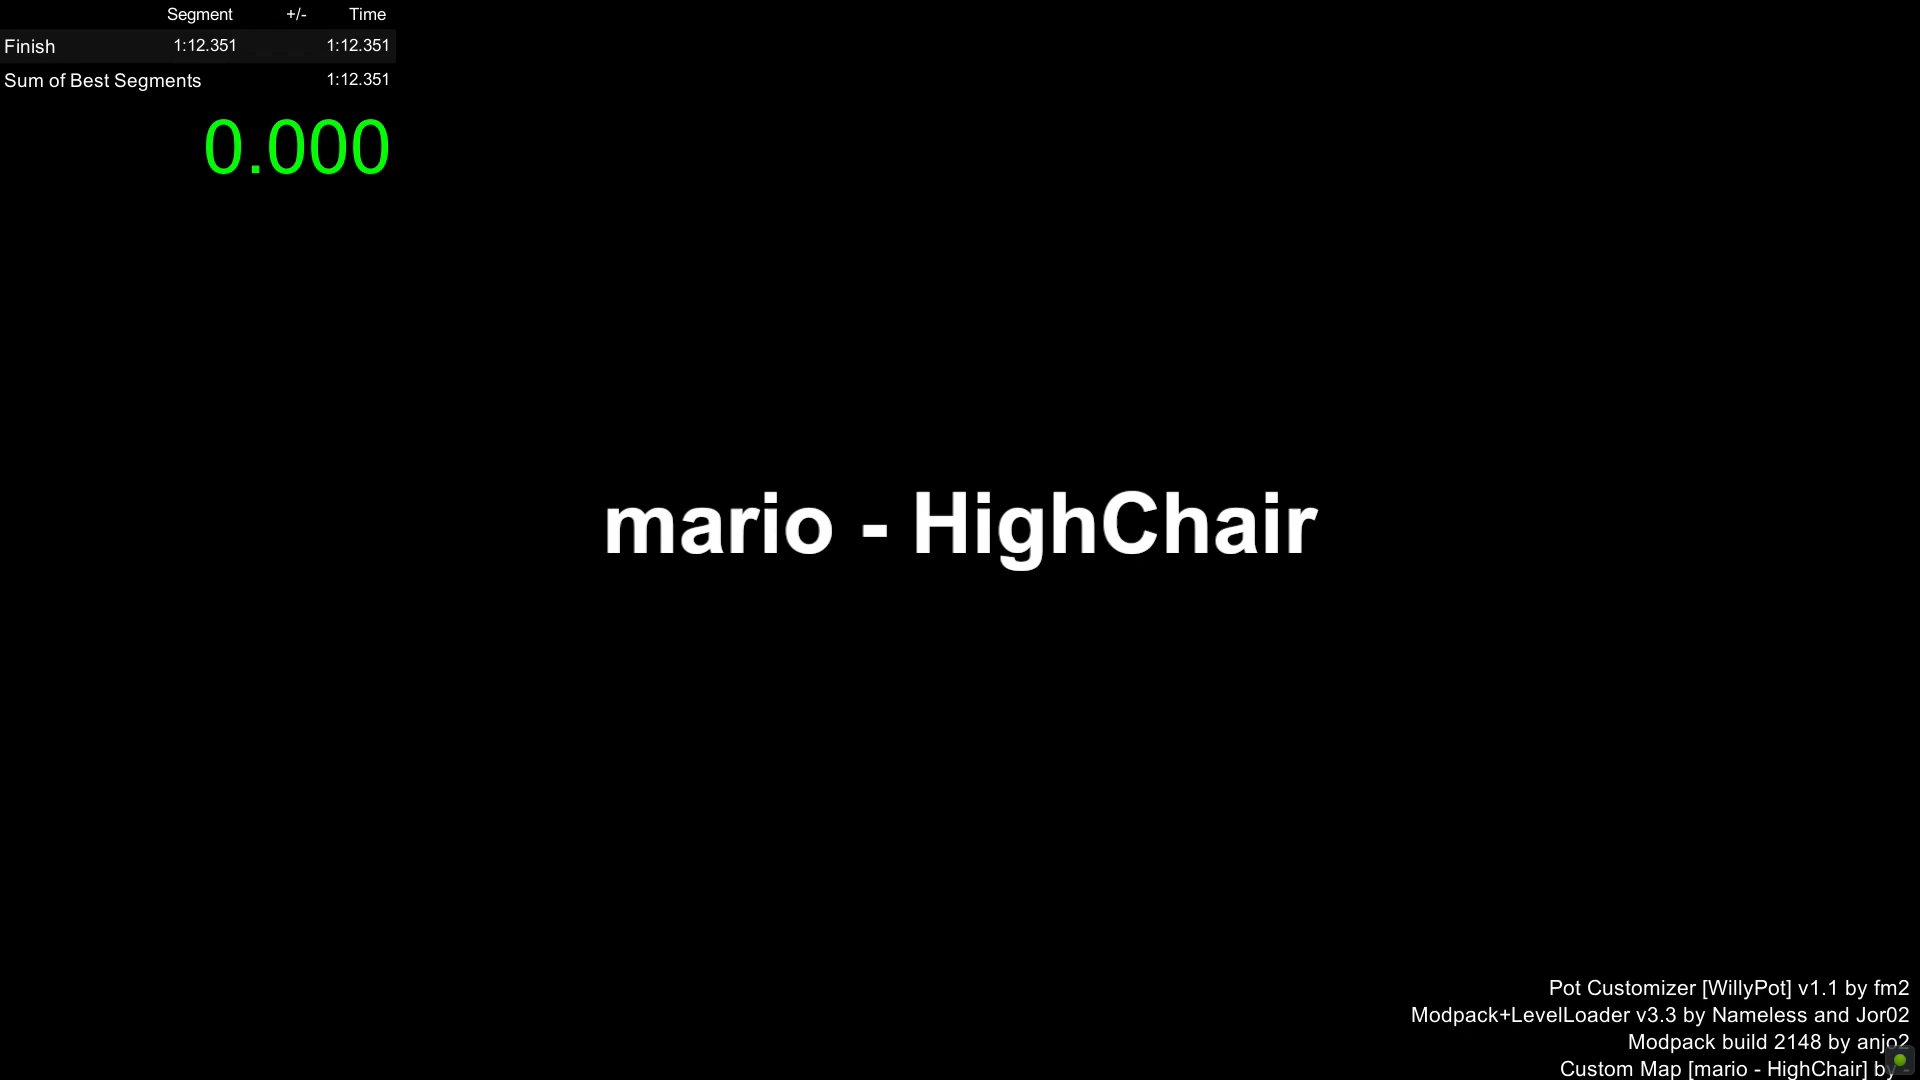 Segment +/- Time
Finish 1:12.351 1:12.351
Sum of Best Segments 1:12.351
0.000
mario - HighChair
Pot Customizer [WillyPot] v1.1 by fm2
Modpack+LevelLoader v3.3 by Nameless and Jor02
Modpack build 2148 by anjo2
Custom Map [mario - HighChair] by -